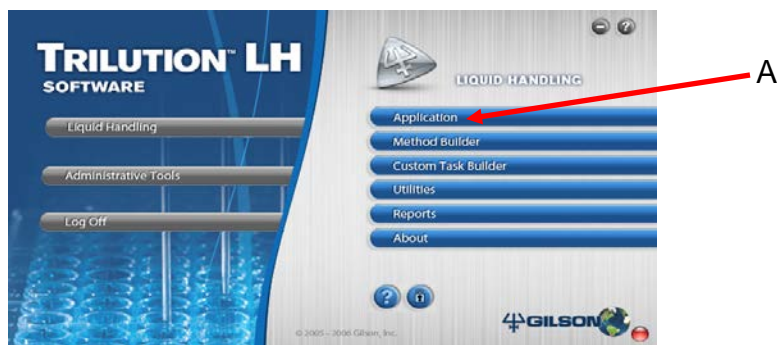 TRILUTION™ LH
SOFTWARE
Liquid Handling
Administrative Tools
Log Off
LIQUID HANDLING
Application
Method Builder
Custom Task Builder
Utilities
Reports
About
© 2005 - 2006 Gilson, Inc.
GILSON
A